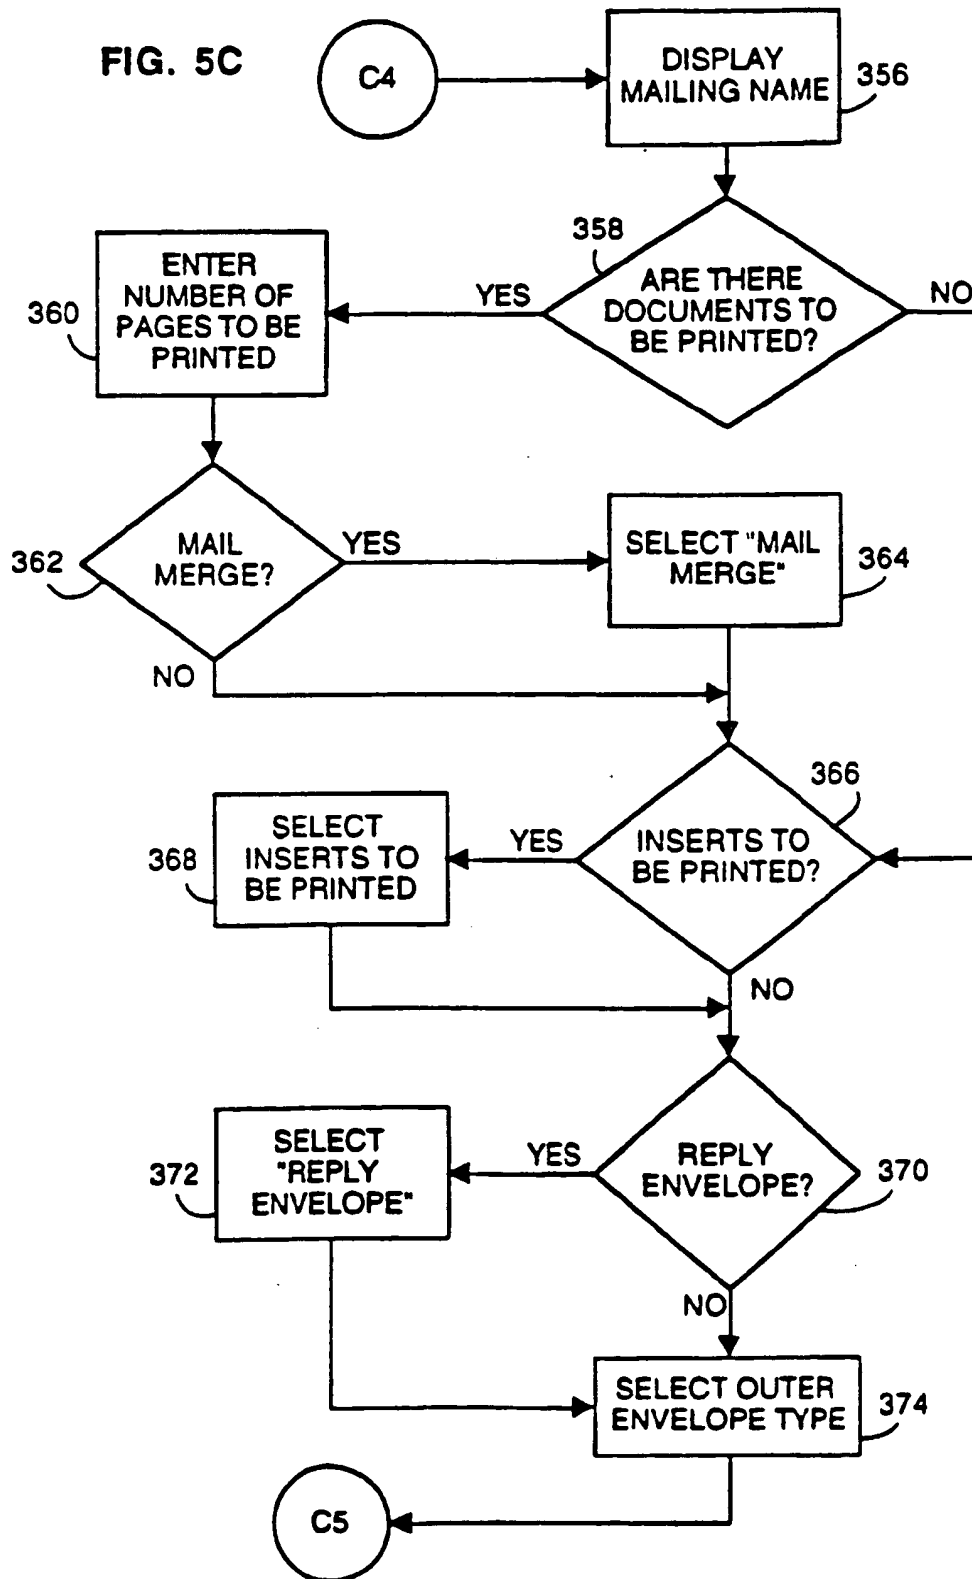 FIG. 5C
C4
DISPLAY
MAILING NAME
356
358
ARE THERE
DOCUMENTS TO
BE PRINTED?
YES
NO
ENTER
NUMBER OF
PAGES TO BE
PRINTED
360
362
MAIL
MERGE?
YES
NO
SELECT "MAIL
MERGE"
364
366
INSERTS TO
BE PRINTED?
YES
NO
SELECT
INSERTS TO
BE PRINTED
368
REPLY
ENVELOPE?
370
YES
NO
SELECT
"REPLY
ENVELOPE"
372
SELECT OUTER
ENVELOPE TYPE
374
C5